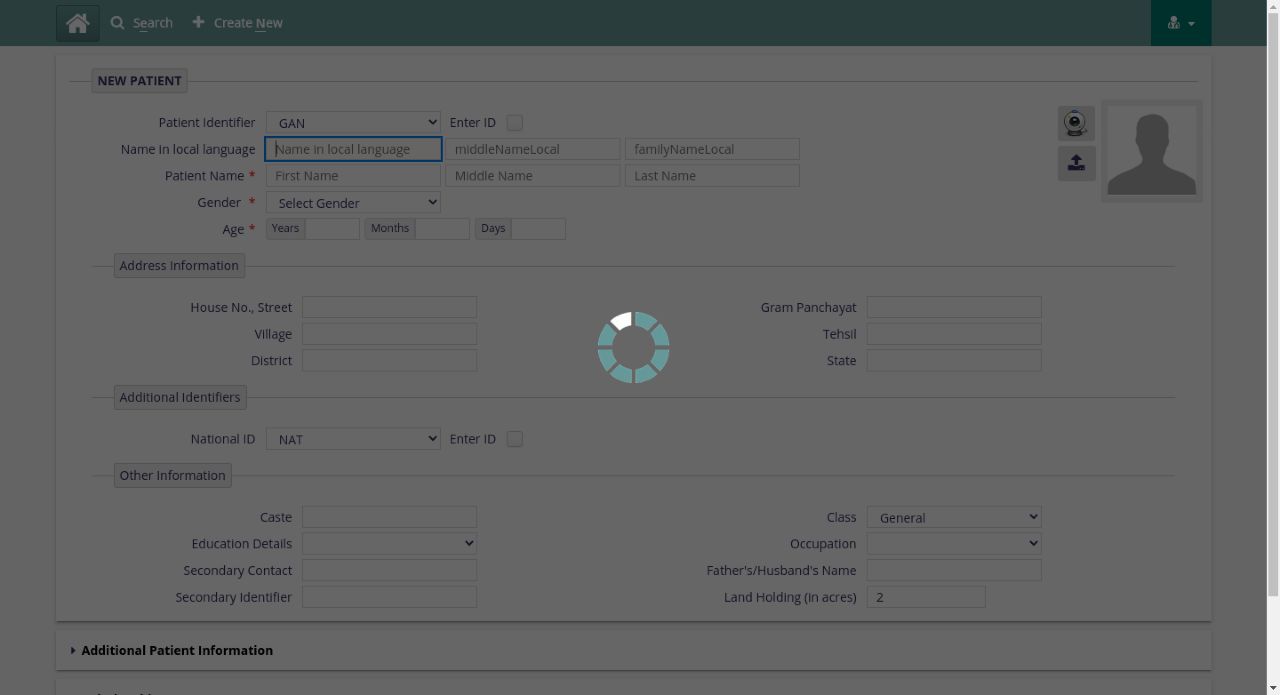 Search Create New
NEW PATIENT
Patient Identifier GAN Enter ID
Name in local language Name in local language middleNameLocal familyNameLocal
Patient Name * First Name Middle Name Last Name
Gender * Select Gender
Age * Years Months Days
Address Information
House No., Street Gram Panchayat
Village Tehsil
District State
Additional Identifiers
National ID NAT Enter ID
Other Information
Caste Class General
Education Details Occupation
Secondary Contact Father's/Husband's Name
Secondary Identifier Land Holding (in acres) 2
Additional Patient Information